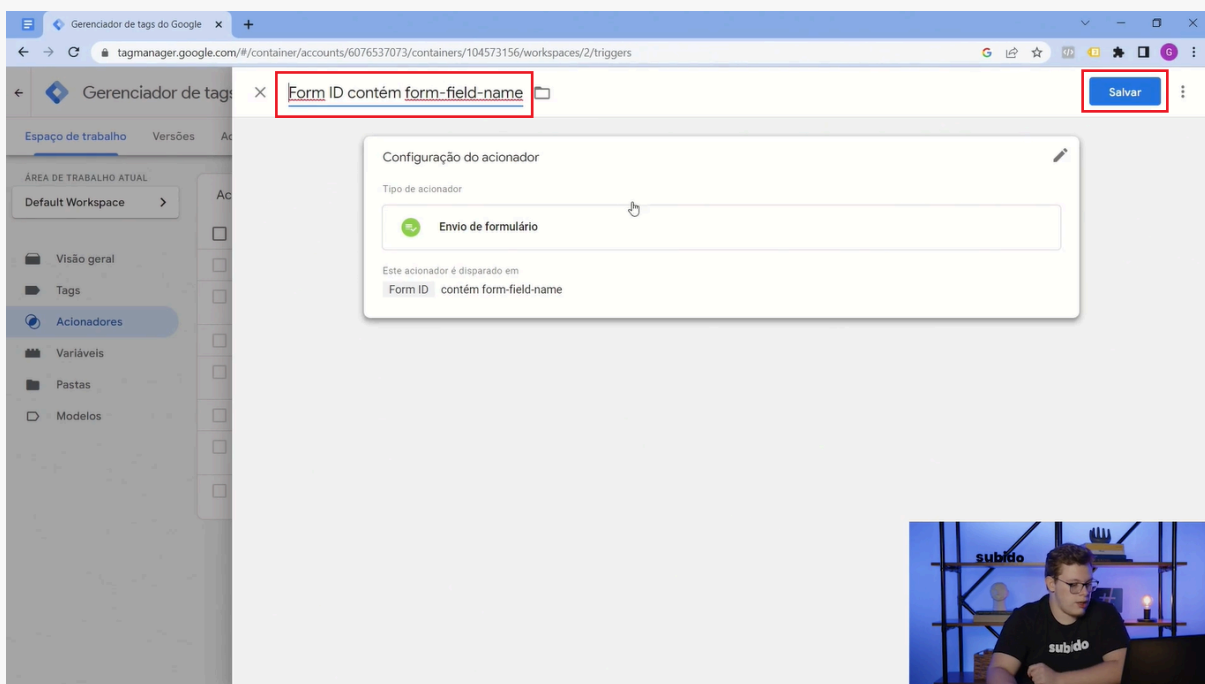 Gerenciador de tags do Google
tagmanager.google.com/#/container/accounts/6076537073/containers/104573156/workspaces/2/triggers
G
Gerenciador de tags
Form ID contém form-field-name
Salvar
Espaço de trabalho Versões Ac
ÁREA DE TRABALHO ATUAL
Default Workspace
Ac
Visão geral
Tags
Acionadores
Variáveis
Pastas
Modelos
Configuração do acionador
Tipo de acionador
Envio de formulário
Este acionador é disparado em
Form ID contém form-field-name
subido
subido